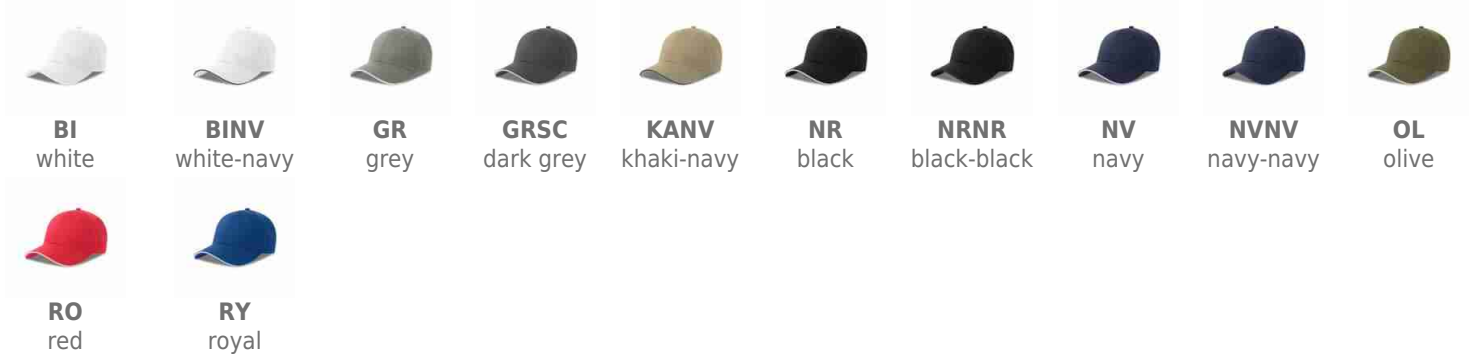 BI BINV GR GRSC KANV NR NRNR NV NVNV OL
white white-navy grey dark grey khaki-navy black black-black navy navy-navy olive
RO RY
red royal